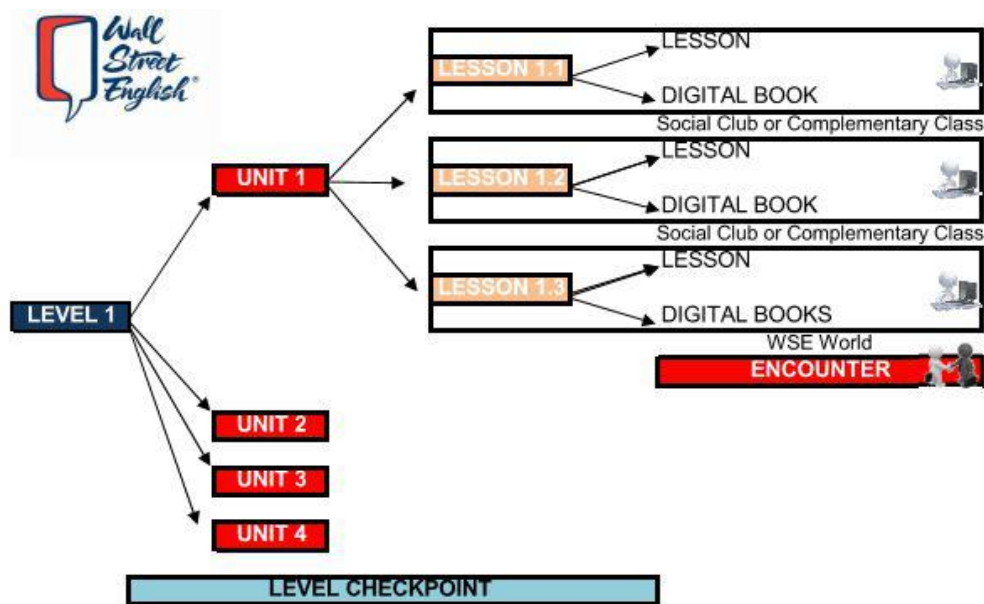 Wall
Street
English®
LESSON
LESSON 1.1
DIGITAL BOOK
Social Club or Complementary Class
LESSON
UNIT 1
LESSON 1.2
DIGITAL BOOK
Social Club or Complementary Class
LESSON
LESSON 1.3
LEVEL 1
DIGITAL BOOKS
WSE World
ENCOUNTER
UNIT 2
UNIT 3
UNIT 4
LEVEL CHECKPOINT